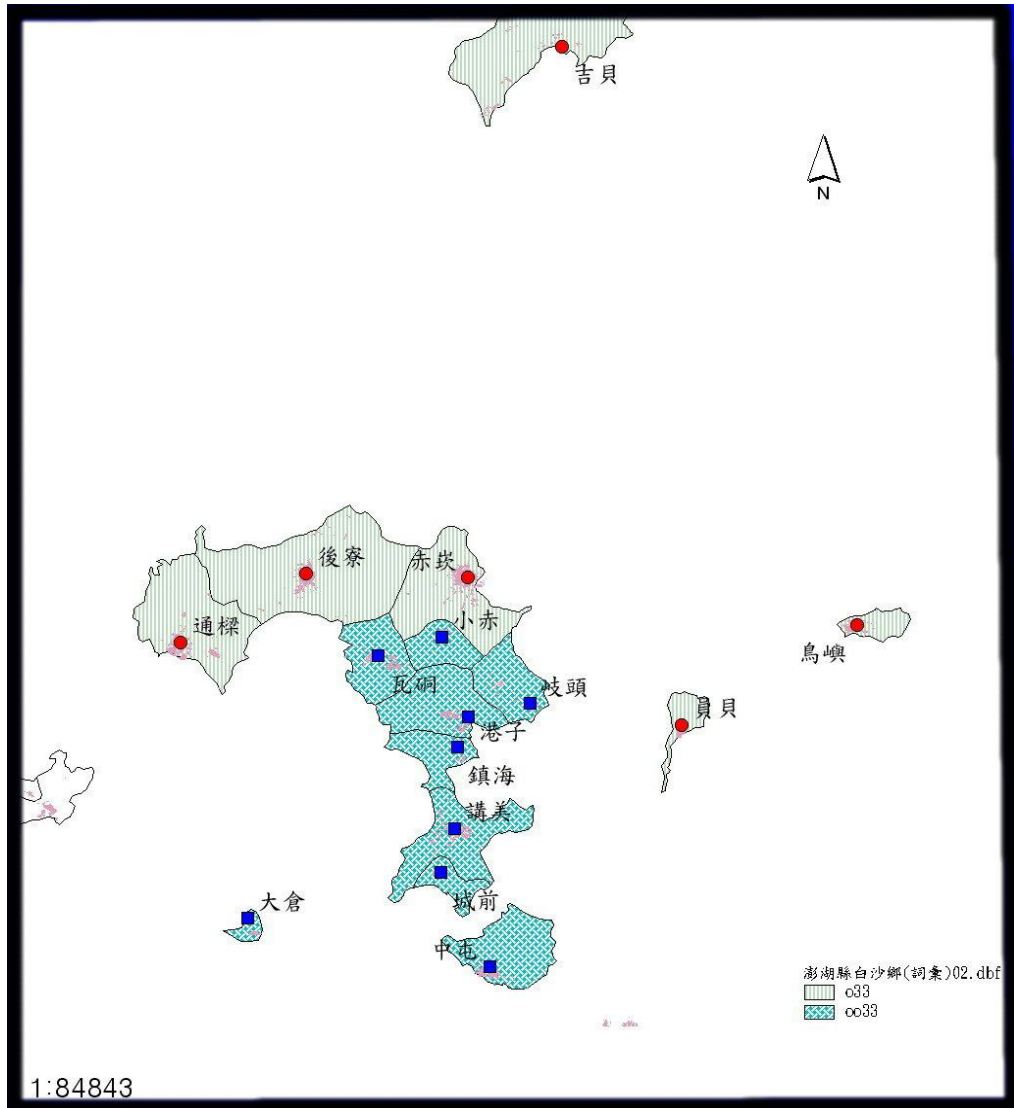 吉貝
N
後寮
赤崁
小赤
通樑
鳥嶼
瓦硐
岐頭
員貝
港子
鎮海
講美
大倉
城前
中屯
澎湖縣白沙鄉(詞彙)02.dbf
o33
oo33
1:84843